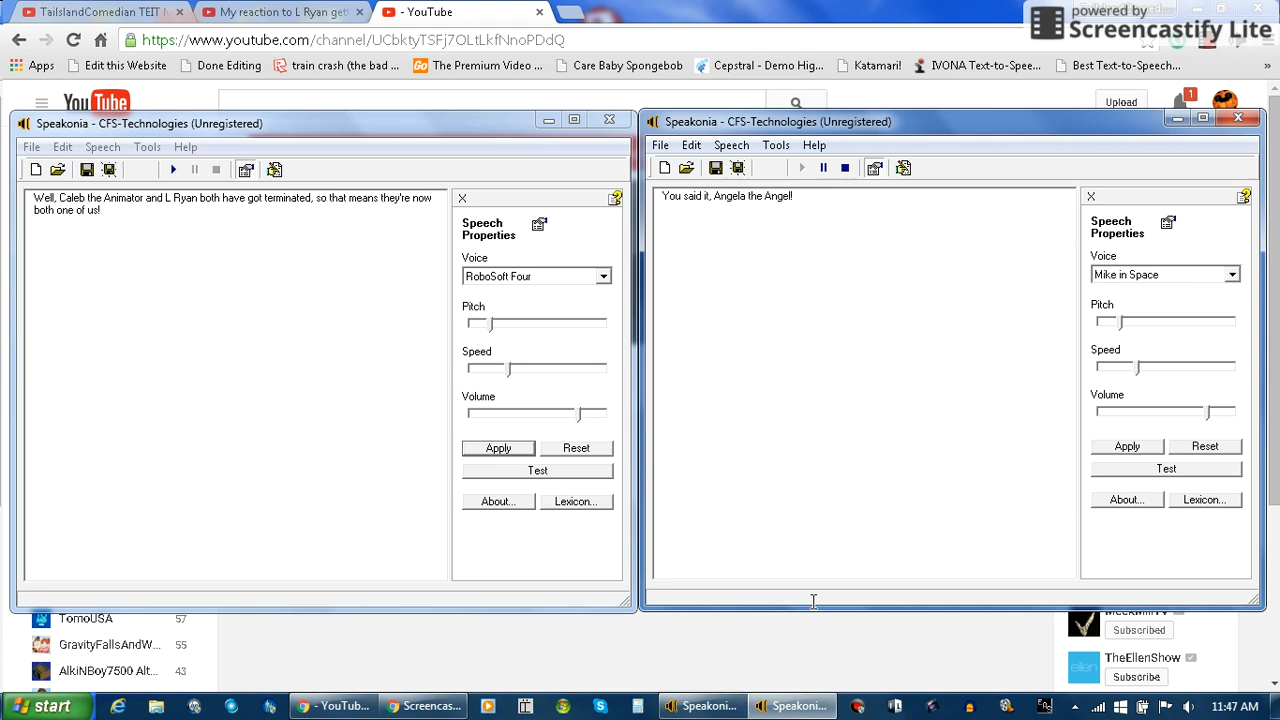 TailslandComedian TEIT
My reaction to L Ryan get
- YouTube
powered by
Screencastify Lite
https://www.youtube.com/channel/
Apps
Edit this Website
Done Editing
train crash (the bad ...
The Premium Video ...
Care Baby Spongebob
Cepstral - Demo Hig...
Katamari!
IVONA Text-to-Spee...
Best Text-to-Speech...
YouTube
Upload
1
Speakonia - CFS-Technologies (Unregistered)
File Edit Speech Tools Help
Well, Caleb the Animator and L Ryan both have got terminated, so that means they're now
both one of us!
X
Speech
Properties
Voice
RoboSoft Four
Pitch
Speed
Volume
Apply Reset
Test
About... Lexicon...
Speakonia - CFS-Technologies (Unregistered)
File Edit Speech Tools Help
You said it, Angela the Angel!
X
Speech
Properties
Voice
Mike in Space
Pitch
Speed
Volume
Apply Reset
Test
About... Lexicon...
TomoUSA 57
GravityFallsAndW... 55
AlkiNBoy7500 Alt... 43
Subscribed
TheEllenShow
Subscribe
start
- YouTub...
Screencas...
Speakoni...
Speakoni...
11:47 AM